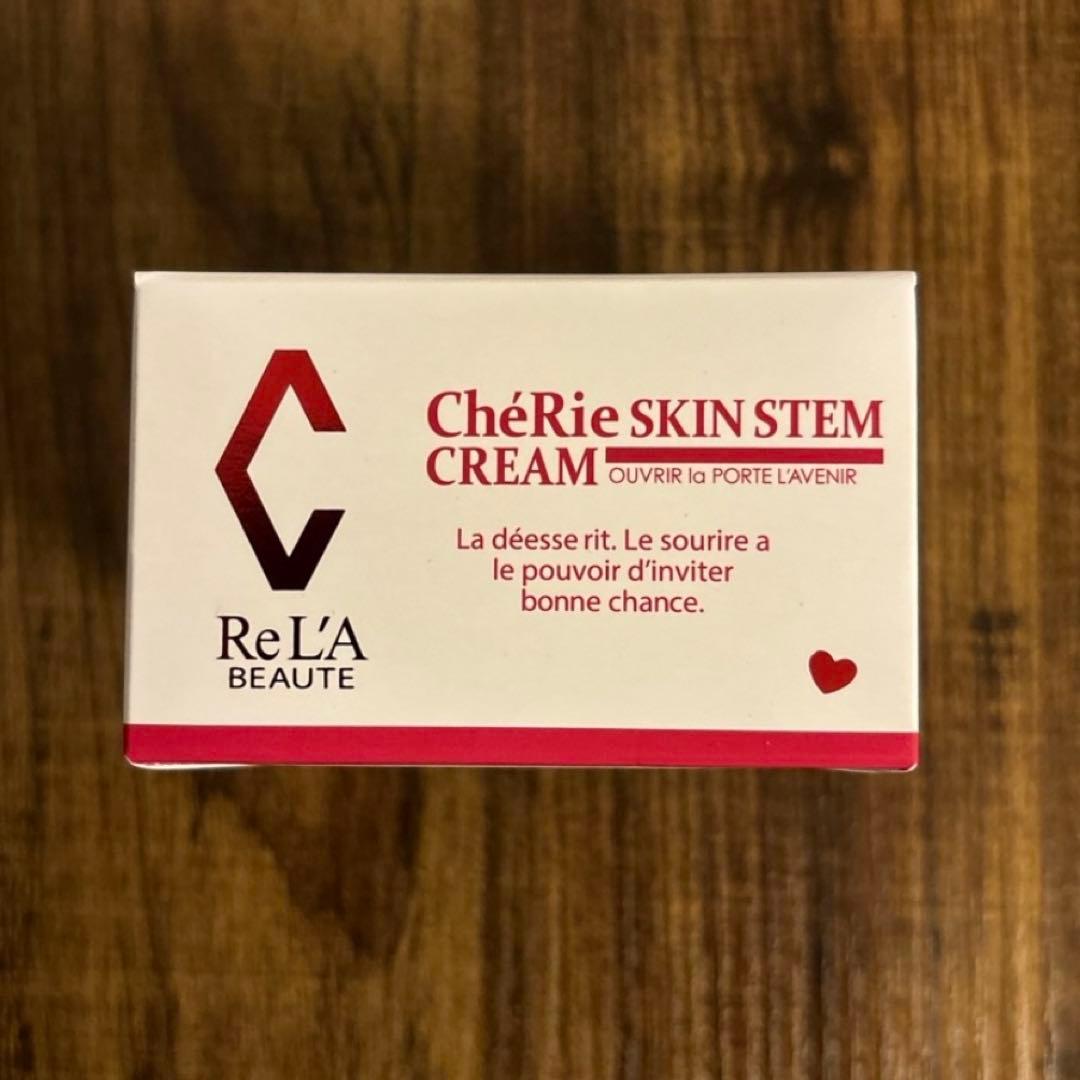 ChéRie SKIN STEM
CREAM
OUVRIR la PORTE L'AVENIR
La déesse rit. Le sourire a
le pouvoir d'inviter
bonne chance.
Re L'A
BEAUTE